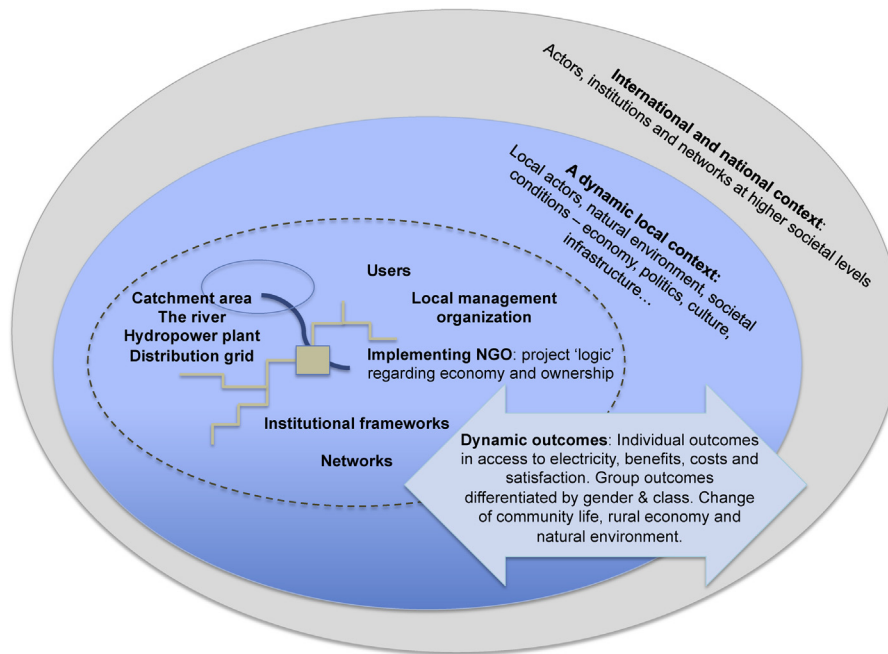 International and national context:
Actors, institutions and networks at higher societal levels
A dynamic local context:
Local actors, natural environment, societal
conditions – economy, politics, culture,
infrastructure…
Users
Catchment area
The river
Hydropower plant
Distribution grid
Local management
organization
Implementing NGO: project ‘logic’
regarding economy and ownership
Institutional frameworks
Networks
Dynamic outcomes: Individual outcomes
in access to electricity, benefits, costs and
satisfaction. Group outcomes
differentiated by gender & class. Change
of community life, rural economy and
natural environment.